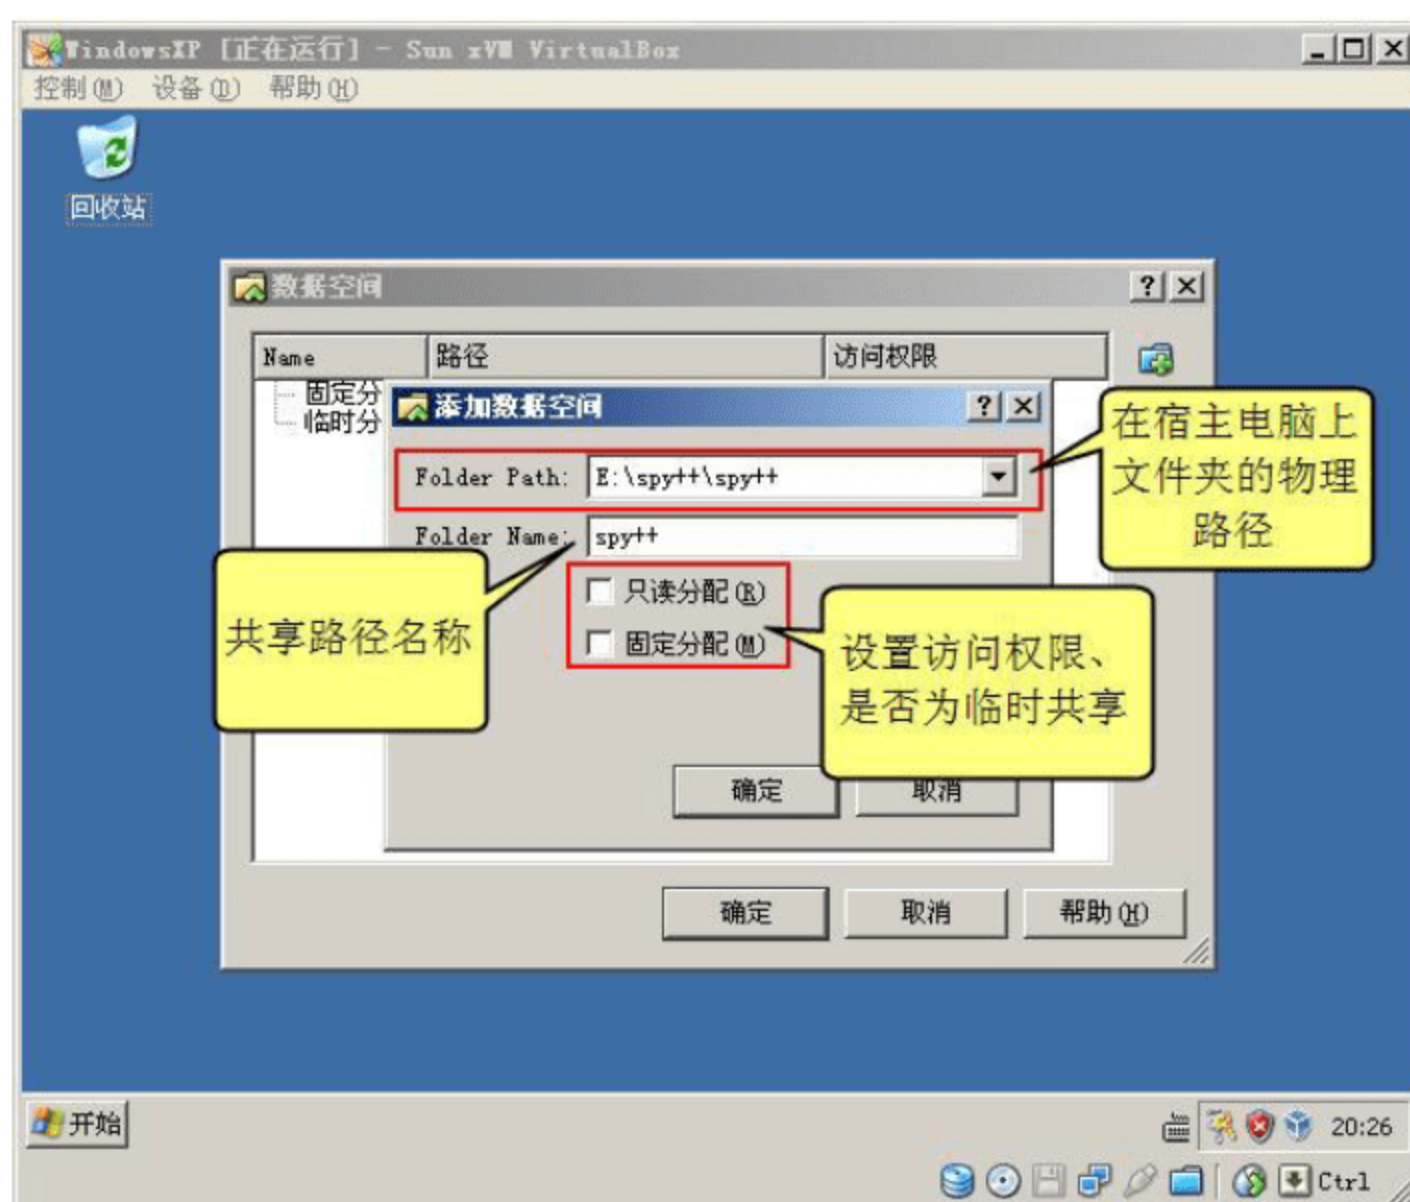 WindowsXP [正在运行] - Sun xVM VirtualBox
控制(M) 设备(D) 帮助(H)
回收站
数据空间
Name 路径 访问权限
固定分
临时分
添加数据空间
Folder Path: E:\spy++\spy++
Folder Name: spy++
只读分配(R)
固定分配(M)
确定 取消
在宿主电脑上
文件夹的物理
路径
共享路径名称
设置访问权限、
是否为临时共享
确定 取消 帮助(H)
开始 20:26
Ctrl